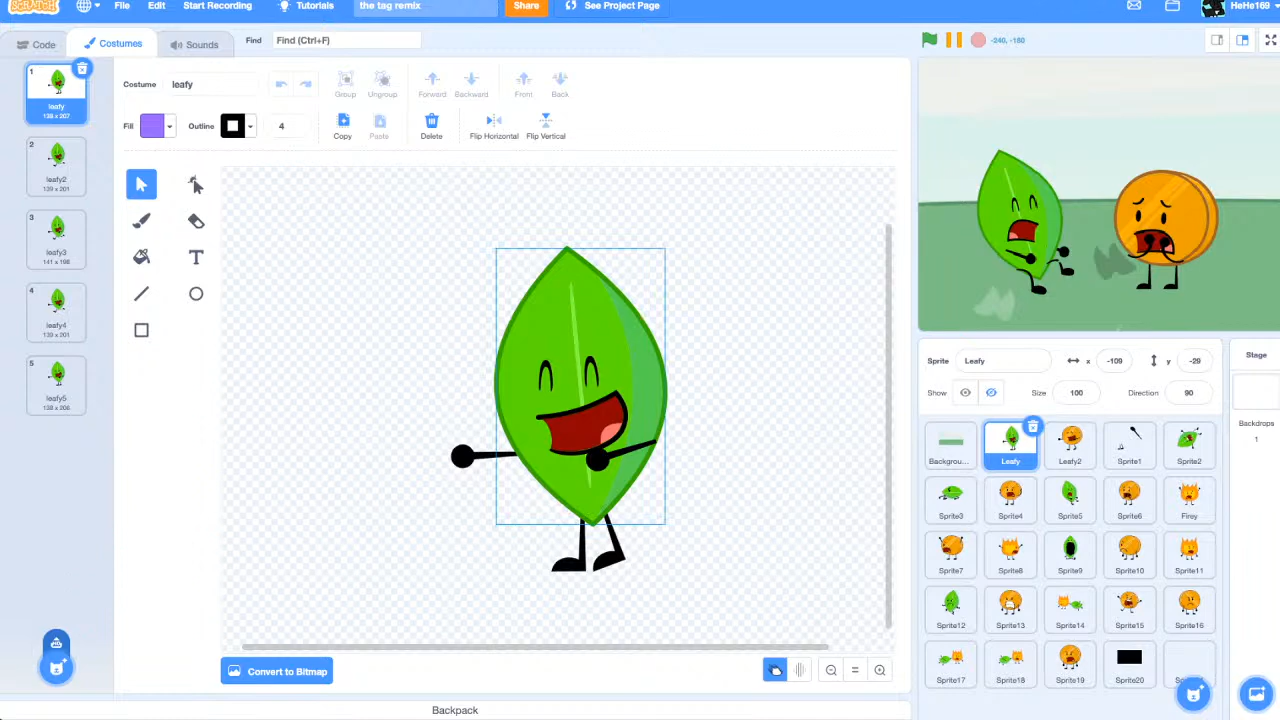 SCRATCH File Edit Start Recording Tutorials the tag remix Share See Project Page HeHe169
Code Costumes Sounds Find Find (Ctrl+F) -240, -180
1 leafy 138 x 207
2 leafy2 139 x 201
3 leafy3 141 x 198
4 leafy4 139 x 201
5 leafy5 138 x 206
Costume leafy Group Ungroup Forward Backward Front Back
Fill Outline 4 Copy Paste Delete Flip Horizontal Flip Vertical
Convert to Bitmap
Backpack
Sprite Leafy x -109 y -29
Show Size 100 Direction 90
Backgrou... Leafy Leafy2 Sprite1 Sprite2
Sprite3 Sprite4 Sprite5 Sprite6 Firey
Sprite7 Sprite8 Sprite9 Sprite10 Sprite11
Sprite12 Sprite13 Sprite14 Sprite15 Sprite16
Sprite17 Sprite18 Sprite19 Sprite20
Stage
Backdrops
1